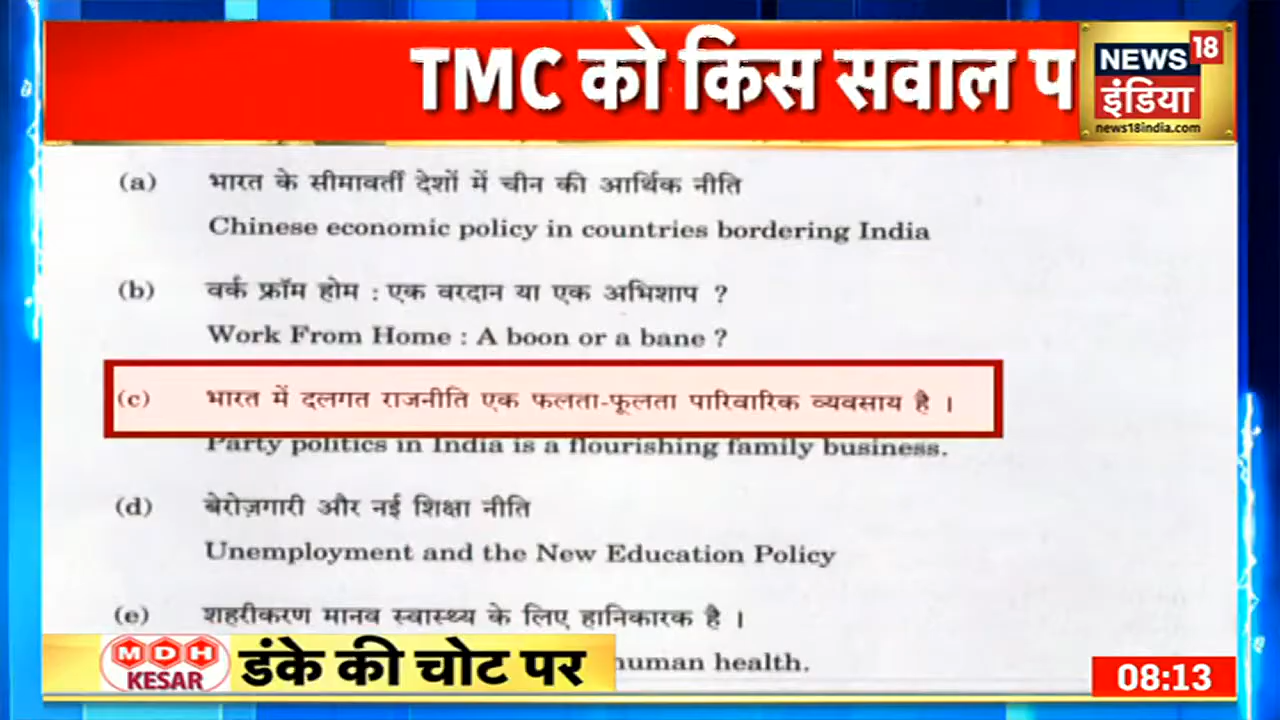 TMC को किस सवाल प
NEWS 18
इंडिया
news18india.com
(a) भारत के सीमावर्ती देशों में चीन की आर्थिक नीति
Chinese economic policy in countries bordering India
(b) वर्क फ्रॉम होम : एक वरदान या एक अभिशाप ?
Work From Home : A boon or a bane ?
(c) भारत में दलगत राजनीति एक फलता-फूलता पारिवारिक व्यवसाय है ।
Party politics in India is a flourishing family business.
(d) बेरोज़गारी और नई शिक्षा नीति
Unemployment and the New Education Policy
(e) शहरीकरण मानव स्वास्थ्य के लिए हानिकारक है ।
human health.
MDH
KESAR
डंके की चोट पर
08:13